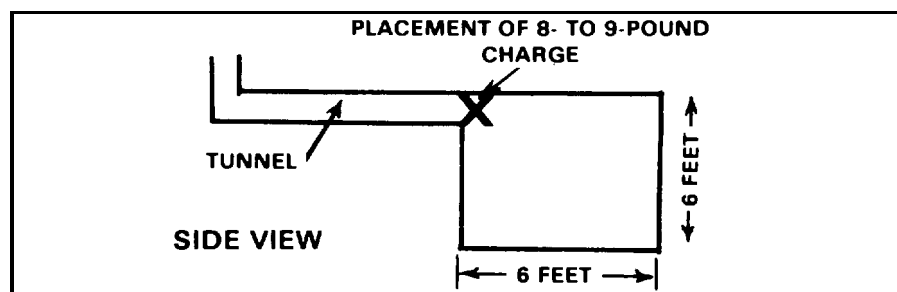 PLACEMENT OF 8- TO 9-POUND
CHARGE
TUNNEL
6 FEET
SIDE VIEW
6 FEET